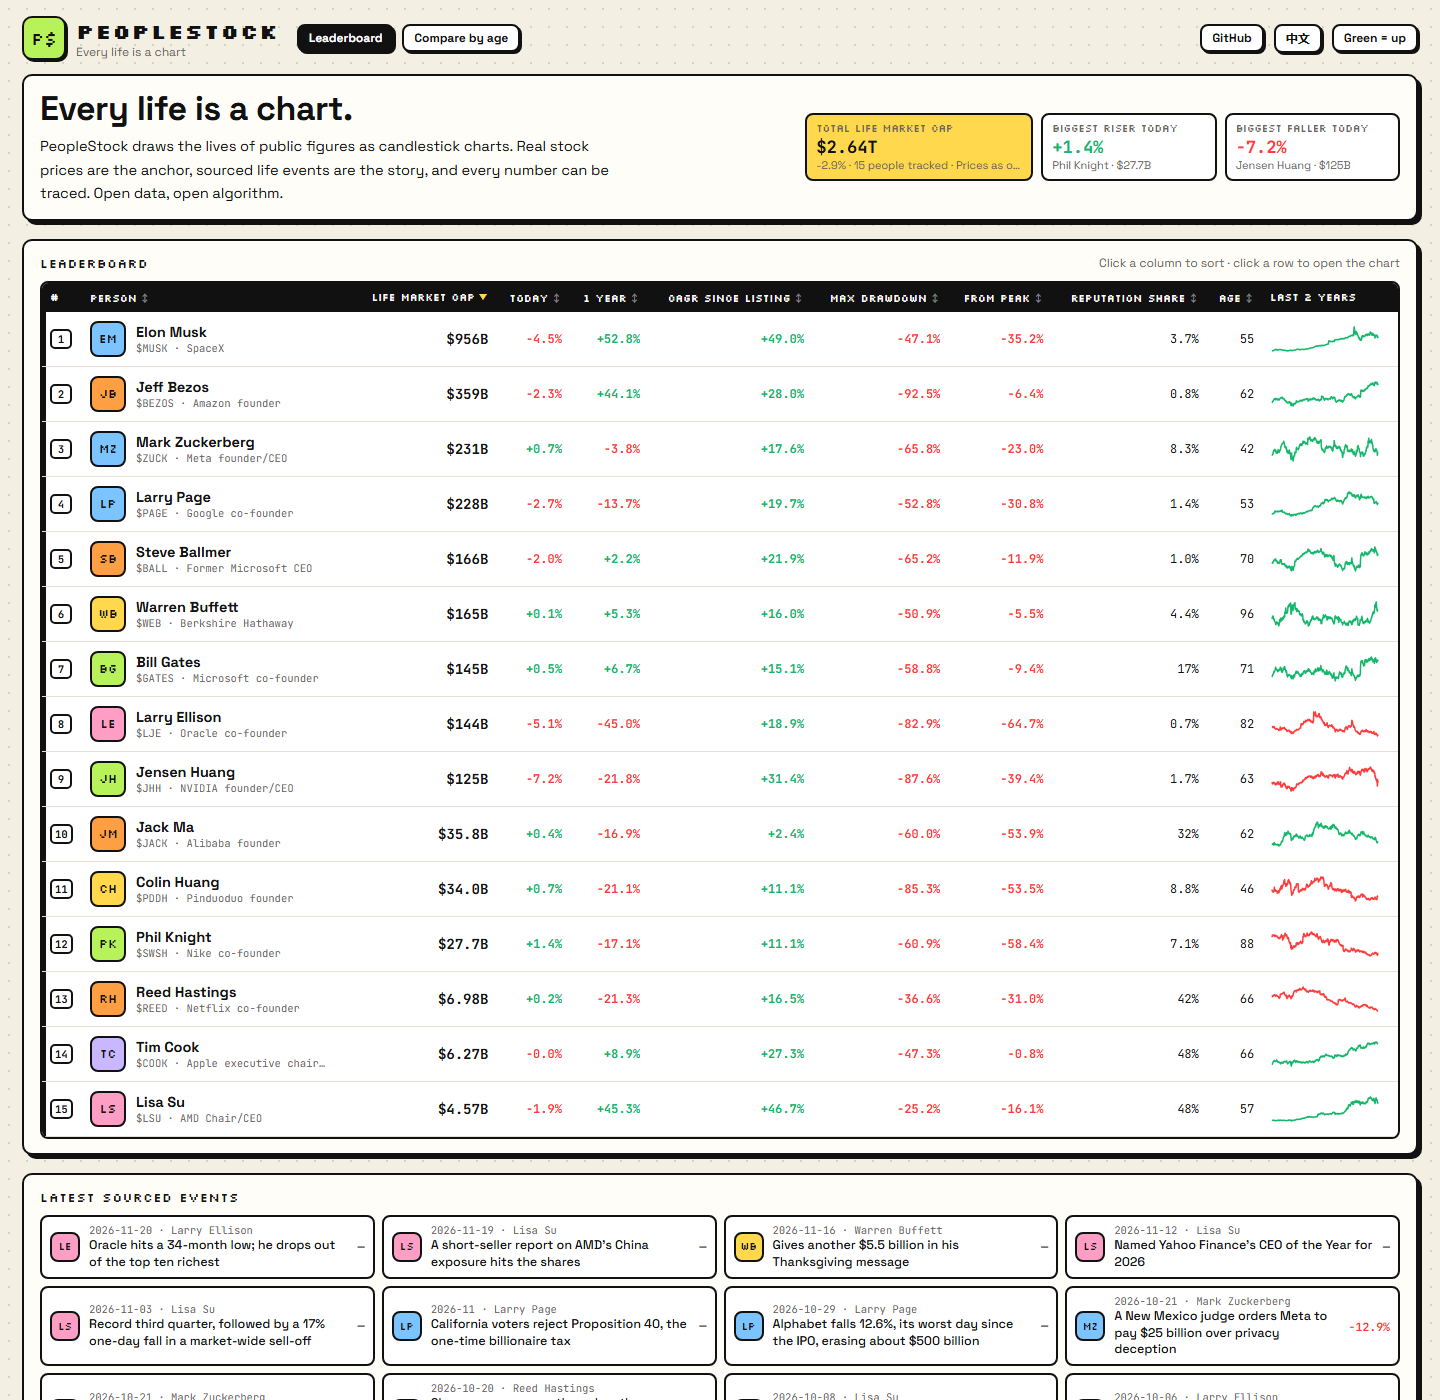 P$
PEOPLESTOCK
Every life is a chart
Leaderboard
Compare by age
GitHub
中文
Green = up
Every life is a chart.
PeopleStock draws the lives of public figures as candlestick charts. Real stock
prices are the anchor, sourced life events are the story, and every number can be
traced. Open data, open algorithm.
TOTAL LIFE MARKET CAP
$2.64T
-2.9% · 15 people tracked · Prices as o…
BIGGEST RISER TODAY
+1.4%
Phil Knight · $27.7B
BIGGEST FALLER TODAY
-7.2%
Jensen Huang · $125B
LEADERBOARD
Click a column to sort · click a row to open the chart
# PERSON ↕ LIFE MARKET CAP ▼ TODAY ↕ 1 YEAR ↕ CAGR SINCE LISTING ↕ MAX DRAWDOWN ↕ FROM PEAK ↕ REPUTATION SHARE ↕ AGE ↕ LAST 2 YEARS
1 EM Elon Musk $956B -4.5% +52.8% +49.0% -47.1% -35.2% 3.7% 55
$MUSK · SpaceX
2 JB Jeff Bezos $359B -2.3% +44.1% +28.0% -92.5% -6.4% 0.8% 62
$BEZOS · Amazon founder
3 MZ Mark Zuckerberg $231B +0.7% -3.8% +17.6% -65.8% -23.0% 8.3% 42
$ZUCK · Meta founder/CEO
4 LP Larry Page $228B -2.7% -13.7% +19.7% -52.8% -30.8% 1.4% 53
$PAGE · Google co-founder
5 SB Steve Ballmer $166B -2.0% +2.2% +21.9% -65.2% -11.9% 1.0% 70
$BALL · Former Microsoft CEO
6 WB Warren Buffett $165B +0.1% +5.3% +16.0% -50.9% -5.5% 4.4% 96
$WEB · Berkshire Hathaway
7 BG Bill Gates $145B +0.5% +6.7% +15.1% -58.8% -9.4% 17% 71
$GATES · Microsoft co-founder
8 LE Larry Ellison $144B -5.1% -45.0% +18.9% -82.9% -64.7% 0.7% 82
$LJE · Oracle co-founder
9 JH Jensen Huang $125B -7.2% -21.8% +31.4% -87.6% -39.4% 1.7% 63
$JHH · NVIDIA founder/CEO
10 JM Jack Ma $35.8B +0.4% -16.9% +2.4% -60.0% -53.9% 32% 62
$JACK · Alibaba founder
11 CH Colin Huang $34.0B +0.7% -21.1% +11.1% -85.3% -53.5% 8.8% 46
$PDDH · Pinduoduo founder
12 PK Phil Knight $27.7B +1.4% -17.1% +11.1% -60.9% -58.4% 7.1% 88
$SWSH · Nike co-founder
13 RH Reed Hastings $6.98B +0.2% -21.3% +16.5% -36.6% -31.0% 42% 66
$REED · Netflix co-founder
14 TC Tim Cook $6.27B -0.0% +8.9% +27.3% -47.3% -0.8% 48% 66
$COOK · Apple executive chair…
15 LS Lisa Su $4.57B -1.9% +45.3% +46.7% -25.2% -16.1% 48% 57
$LSU · AMD Chair/CEO
LATEST SOURCED EVENTS
LE
2026-11-20 · Larry Ellison
Oracle hits a 34-month low; he drops out
of the top ten richest
—
LS
2026-11-19 · Lisa Su
A short-seller report on AMD's China
exposure hits the shares
—
WB
2026-11-16 · Warren Buffett
Gives another $5.5 billion in his
Thanksgiving message
—
LS
2026-11-12 · Lisa Su
Named Yahoo Finance's CEO of the Year for
2026
—
LS
2026-11-03 · Lisa Su
Record third quarter, followed by a 17%
one-day fall in a market-wide sell-off
—
LP
2026-11 · Larry Page
California voters reject Proposition 40, the
one-time billionaire tax
—
LP
2026-10-29 · Larry Page
Alphabet falls 12.6%, its worst day since
the IPO, erasing about $500 billion
—
MZ
2026-10-21 · Mark Zuckerberg
A New Mexico judge orders Meta to
pay $25 billion over privacy
deception
-12.9%
2026-10-21 · Mark Zuckerberg
2026-10-20 · Reed Hastings
2026-10-08 · Lisa Su
2026-10-06 · Larry Ellison